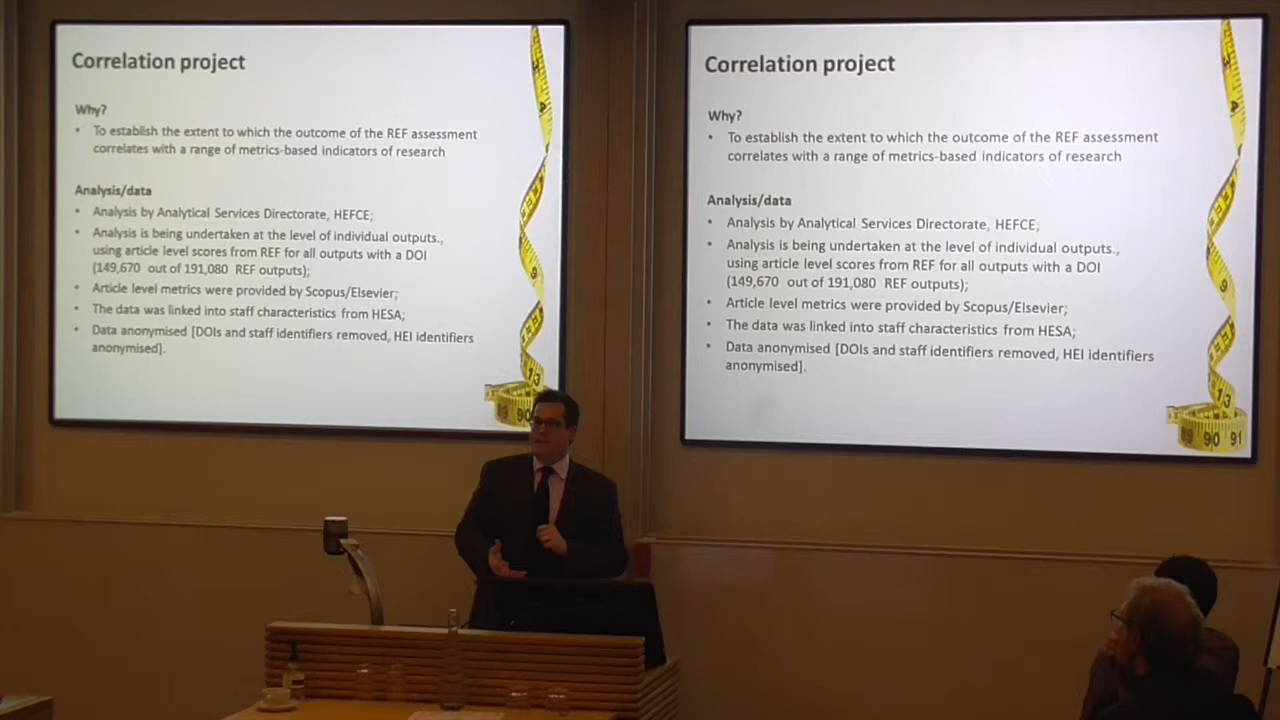 Correlation project
Why?
• To establish the extent to which the outcome of the REF assessment
correlates with a range of metrics-based indicators of research
Analysis/data
• Analysis by Analytical Services Directorate, HEFCE;
• Analysis is being undertaken at the level of individual outputs.,
using article level scores from REF for all outputs with a DOI
(149,670 out of 191,080 REF outputs);
• Article level metrics were provided by Scopus/Elsevier;
• The data was linked into staff characteristics from HESA;
• Data anonymised [DOIs and staff identifiers removed, HEI identifiers
anonymised].
13
90
Correlation project
Why?
• To establish the extent to which the outcome of the REF assessment
correlates with a range of metrics-based indicators of research
Analysis/data
• Analysis by Analytical Services Directorate, HEFCE;
• Analysis is being undertaken at the level of individual outputs.,
using article level scores from REF for all outputs with a DOI
(149,670 out of 191,080 REF outputs);
• Article level metrics were provided by Scopus/Elsevier;
• The data was linked into staff characteristics from HESA;
• Data anonymised [DOIs and staff identifiers removed, HEI identifiers
anonymised].
13
89 90 91